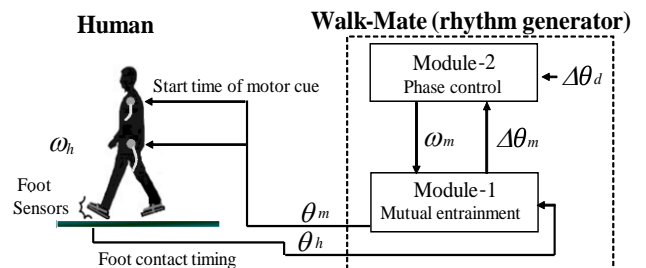 Human
Walk-Mate (rhythm generator)
Module-2
Phase control
Δθd
Start time of motor cue
ωh
ωm
Δθm
Foot
Sensors
Module-1
Mutual entrainment
θm
θh
Foot contact timing